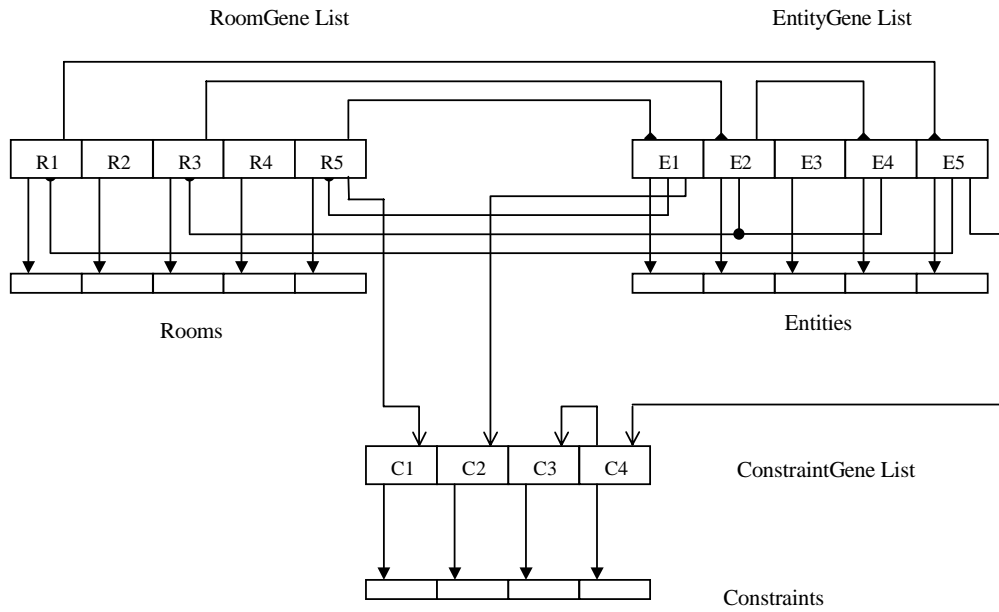 RoomGene List
EntityGene List
R1 R2 R3 R4 R5
E1 E2 E3 E4 E5
Rooms
Entities
C1 C2 C3 C4
ConstraintGene List
Constraints